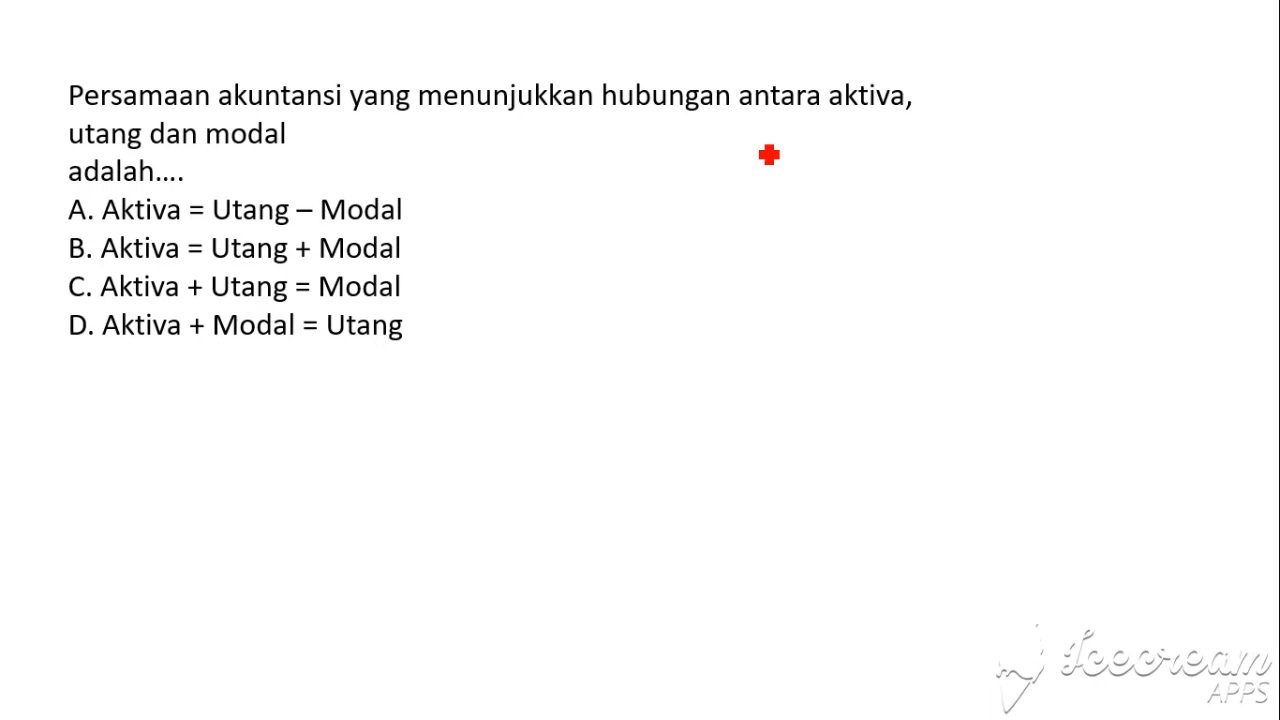 Persamaan akuntansi yang menunjukkan hubungan antara aktiva,
utang dan modal
adalah....
A. Aktiva = Utang – Modal
B. Aktiva = Utang + Modal
C. Aktiva + Utang = Modal
D. Aktiva + Modal = Utang
Icecream
APPS